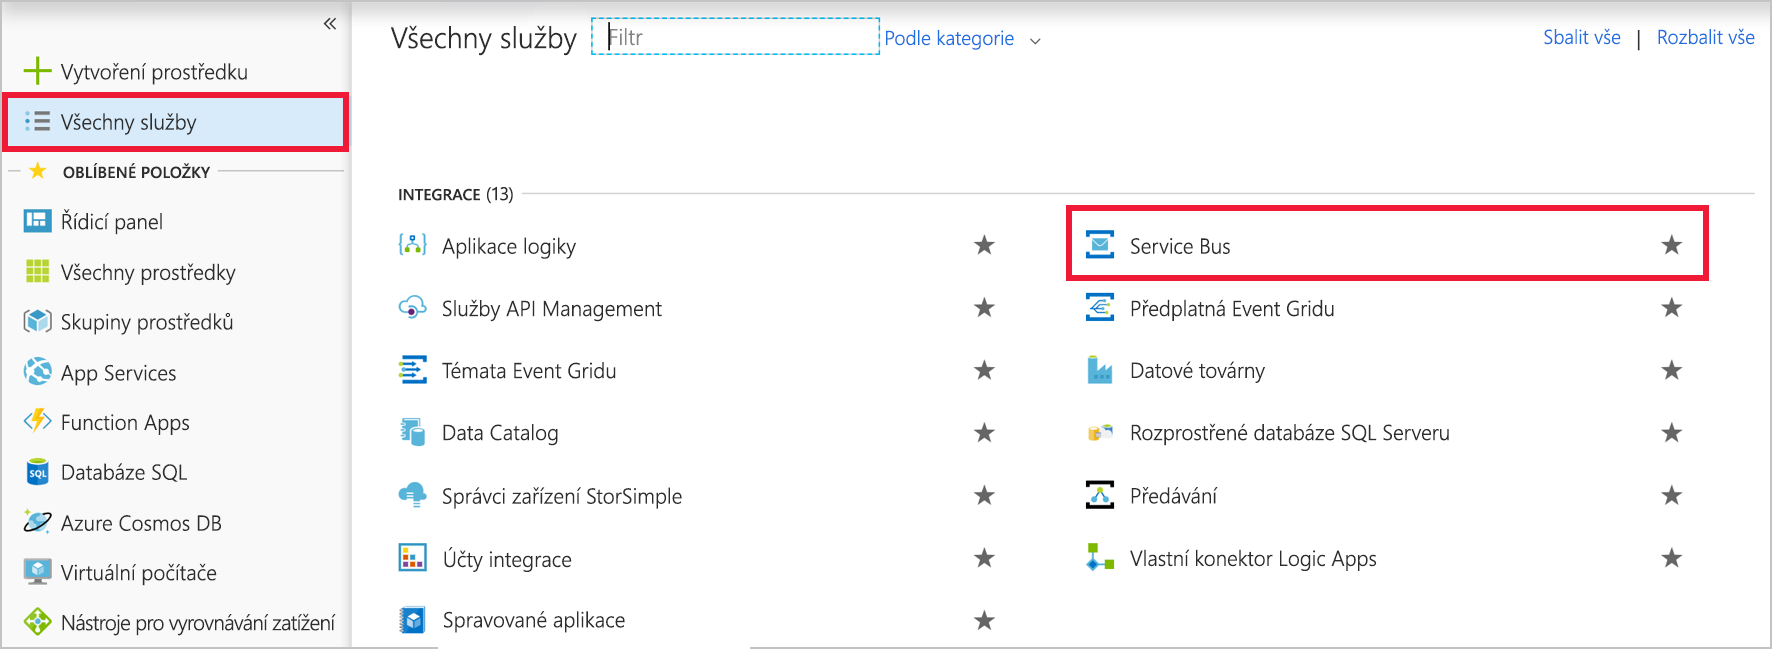 «
Vytvoření prostředku
Všechny služby
OBLÍBENÉ POLOŽKY
Řídicí panel
Všechny prostředky
Skupiny prostředků
App Services
Function Apps
SQL
Databáze SQL
Azure Cosmos DB
Virtuální počítače
Nástroje pro vyrovnávání zatížení
Všechny služby
Filtr
Podle kategorie
Sbalit vše | Rozbalit vše
INTEGRACE (13)
Aplikace logiky
Service Bus
Služby API Management
Předplatná Event Gridu
Témata Event Gridu
Datové továrny
Data Catalog
Rozprostřené databáze SQL Serveru
Správci zařízení StorSimple
Předávání
Účty integrace
Vlastní konektor Logic Apps
Spravované aplikace